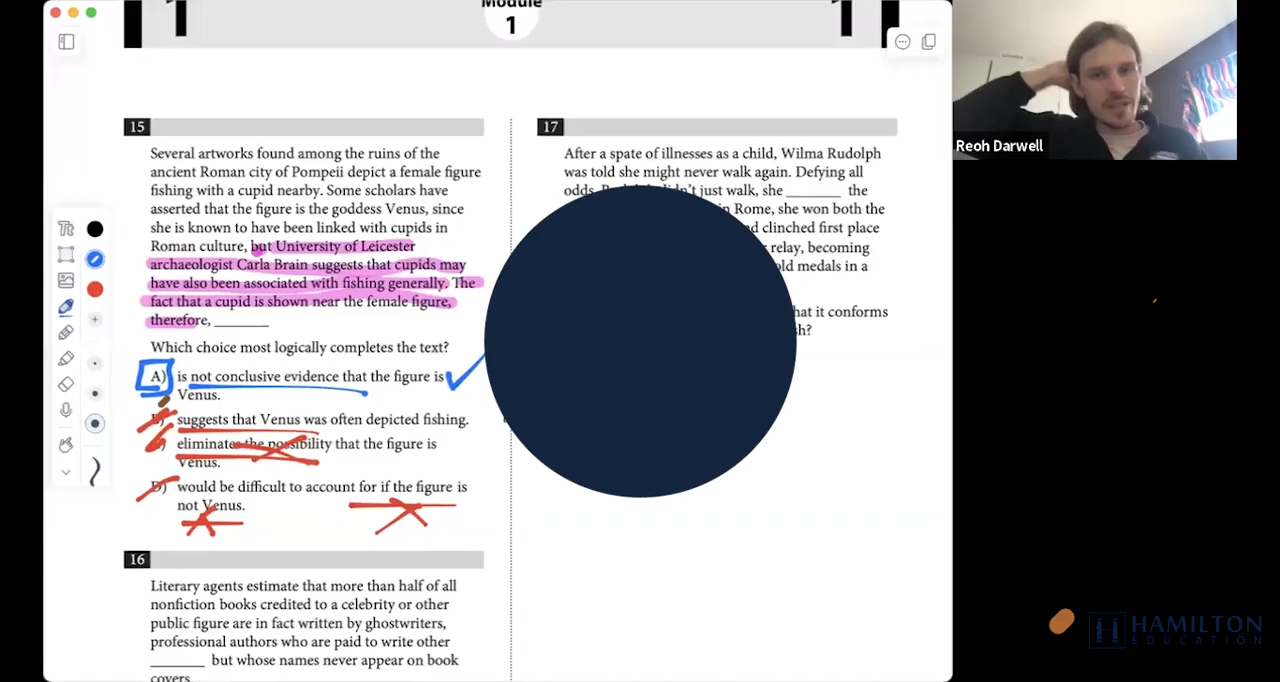 Module
1
1
1
15
Several artworks found among the ruins of the
ancient Roman city of Pompeii depict a female figure
fishing with a cupid nearby. Some scholars have
asserted that the figure is the goddess Venus, since
she is known to have been linked with cupids in
Roman culture, but University of Leicester
archaeologist Carla Brain suggests that cupids may
have also been associated with fishing generally. The
fact that a cupid is shown near the female figure,
therefore, ______
Which choice most logically completes the text?
A) is not conclusive evidence that the figure is
Venus.
B) suggests that Venus was often depicted fishing.
eliminates the possibility that the figure is
Venus.
D) would be difficult to account for if the figure is
not Venus.
16
Literary agents estimate that more than half of all
nonfiction books credited to a celebrity or other
public figure are in fact written by ghostwriters,
professional authors who are paid to write other
______ but whose names never appear on book
covers.
17
After a spate of illnesses as a child, Wilma Rudolph
was told she might never walk again. Defying all
odds, just walk, she ______ the
in Rome, she won both the
clinched first place
relay, becoming
medals in a
that it conforms
Tt
Reoh Darwell
HAMILTON
EDUCATION